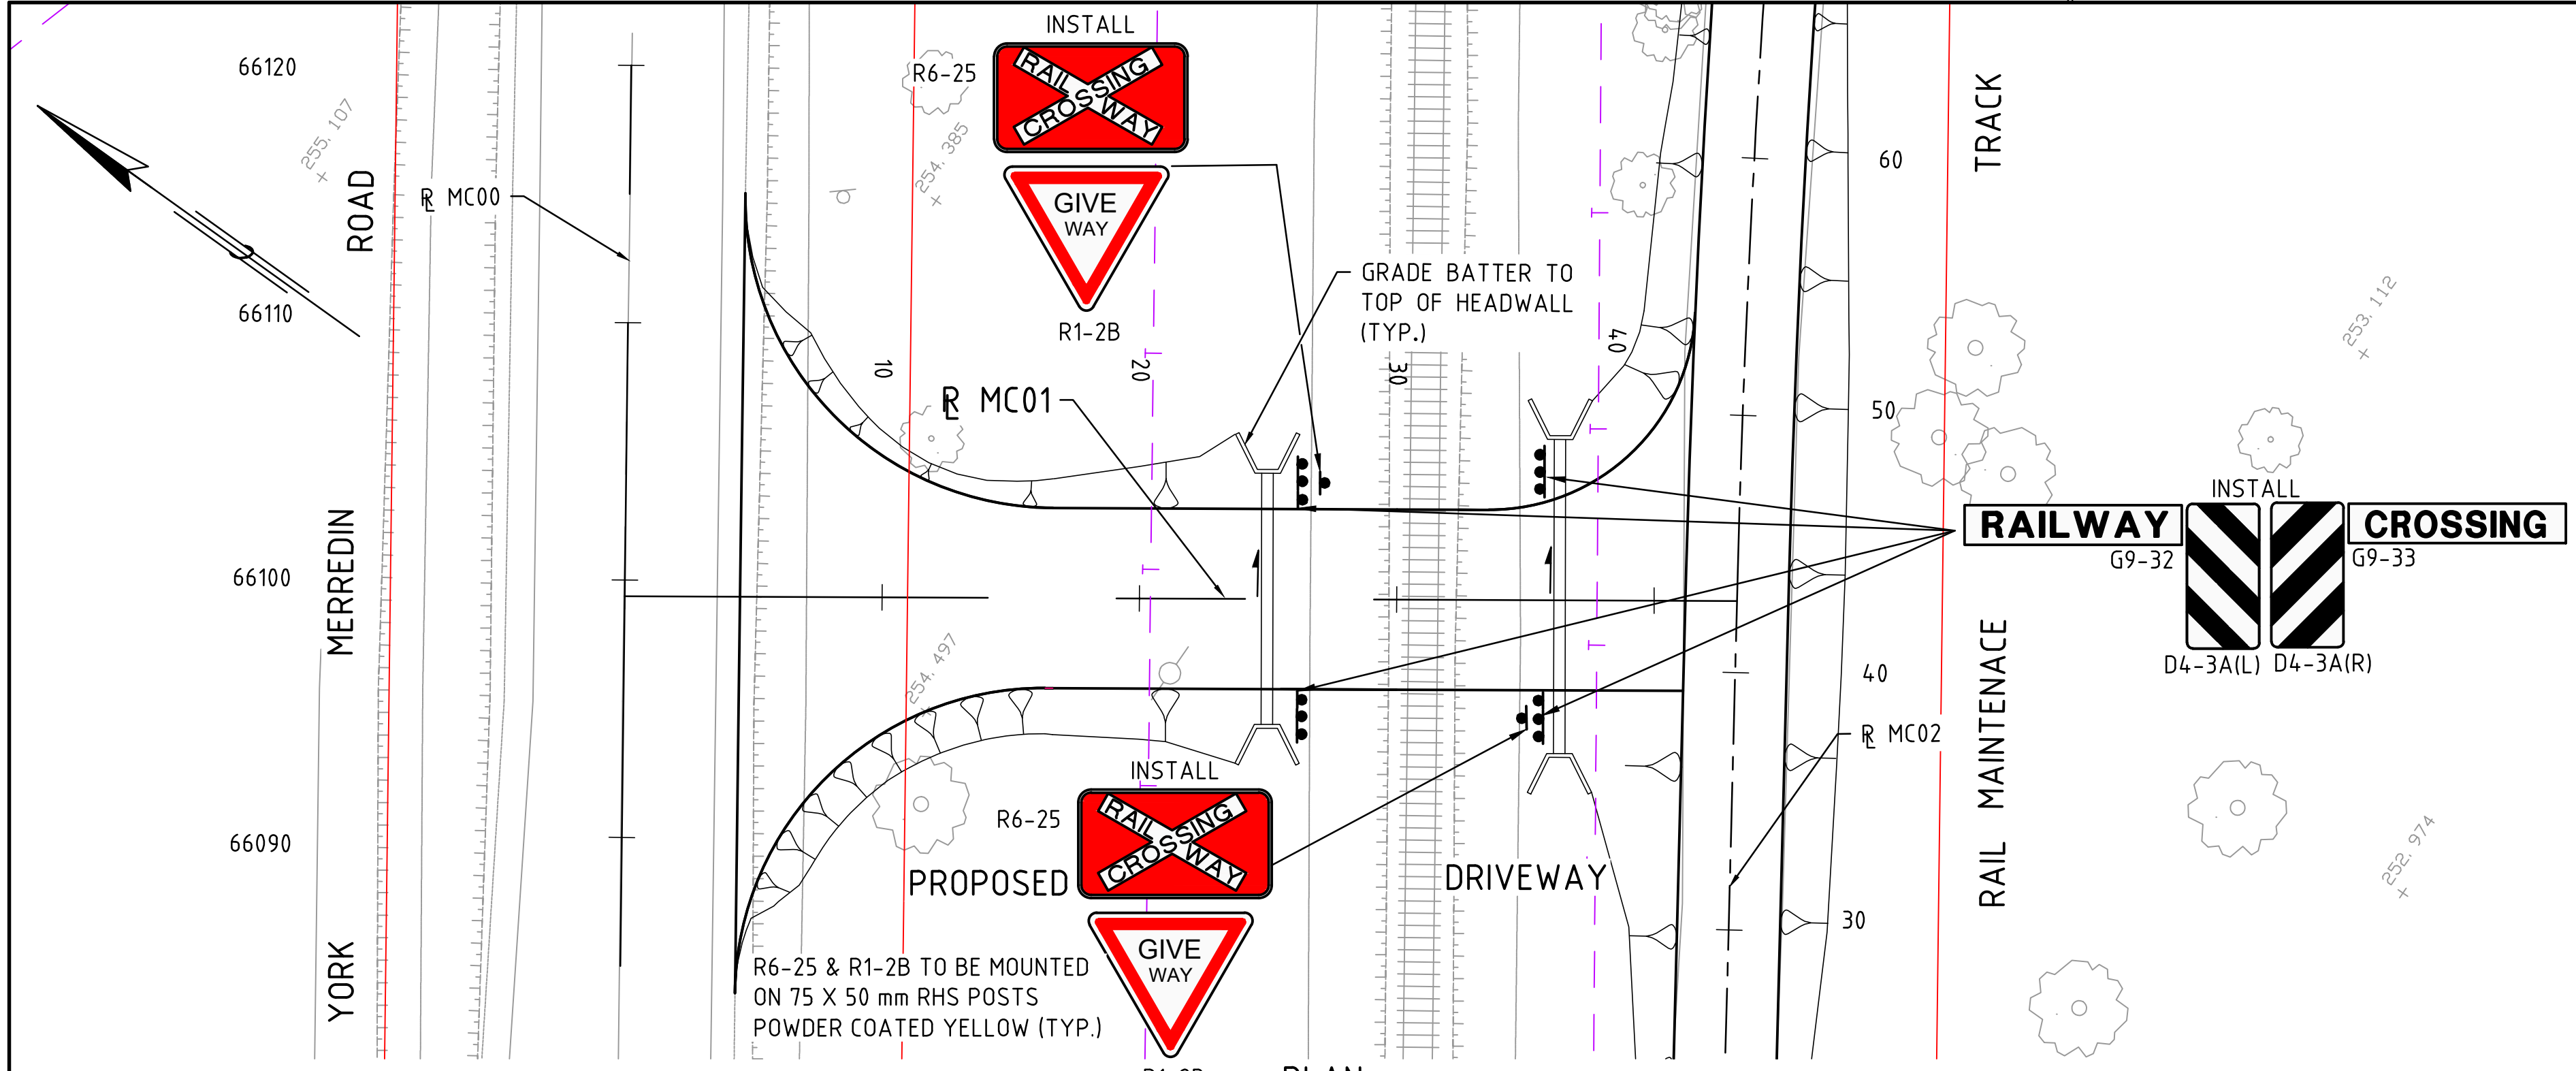 INSTALL
RAILWAY
CROSSING
R6-25
GIVE
WAY
R1-2B
66120
66110
66100
66090
255.107
254.385
254.497
253.112
252.974
YORK MERREDIN ROAD
℄ MC00
℄ MC01
℄ MC02
10
20
30
40
GRADE BATTER TO
TOP OF HEADWALL
(TYP.)
60
50
40
30
RAIL MAINTENACE TRACK
INSTALL
RAILWAY
CROSSING
G9-32
G9-33
D4-3A(L)
D4-3A(R)
INSTALL
RAILWAY
CROSSING
R6-25
PROPOSED DRIVEWAY
GIVE
WAY
R6-25 & R1-2B TO BE MOUNTED
ON 75 X 50 mm RHS POSTS
POWDER COATED YELLOW (TYP.)